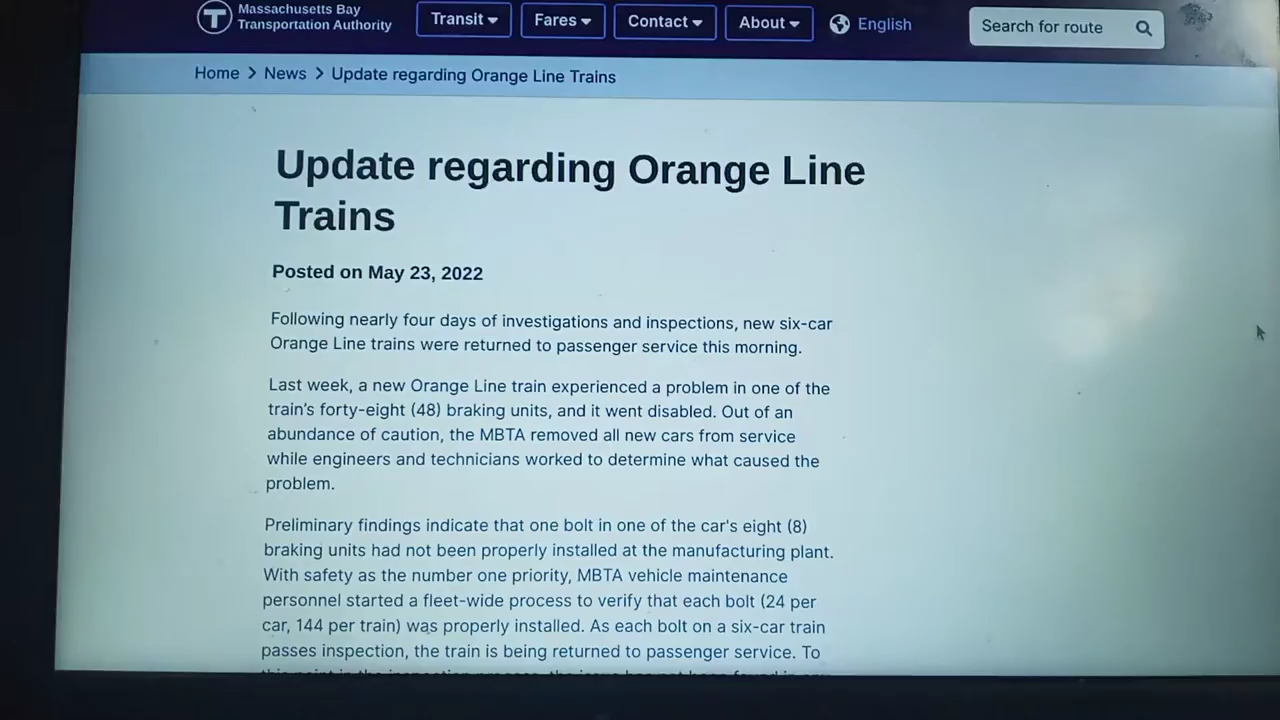 Massachusetts Bay
Transportation Authority
T
Transit
Fares
Contact
About
English
Search for route
Home > News > Update regarding Orange Line Trains
Update regarding Orange Line
Trains
Posted on May 23, 2022
Following nearly four days of investigations and inspections, new six-car
Orange Line trains were returned to passenger service this morning.
Last week, a new Orange Line train experienced a problem in one of the
train's forty-eight (48) braking units, and it went disabled. Out of an
abundance of caution, the MBTA removed all new cars from service
while engineers and technicians worked to determine what caused the
problem.
Preliminary findings indicate that one bolt in one of the car's eight (8)
braking units had not been properly installed at the manufacturing plant.
With safety as the number one priority, MBTA vehicle maintenance
personnel started a fleet-wide process to verify that each bolt (24 per
car, 144 per train) was properly installed. As each bolt on a six-car train
passes inspection, the train is being returned to passenger service. To